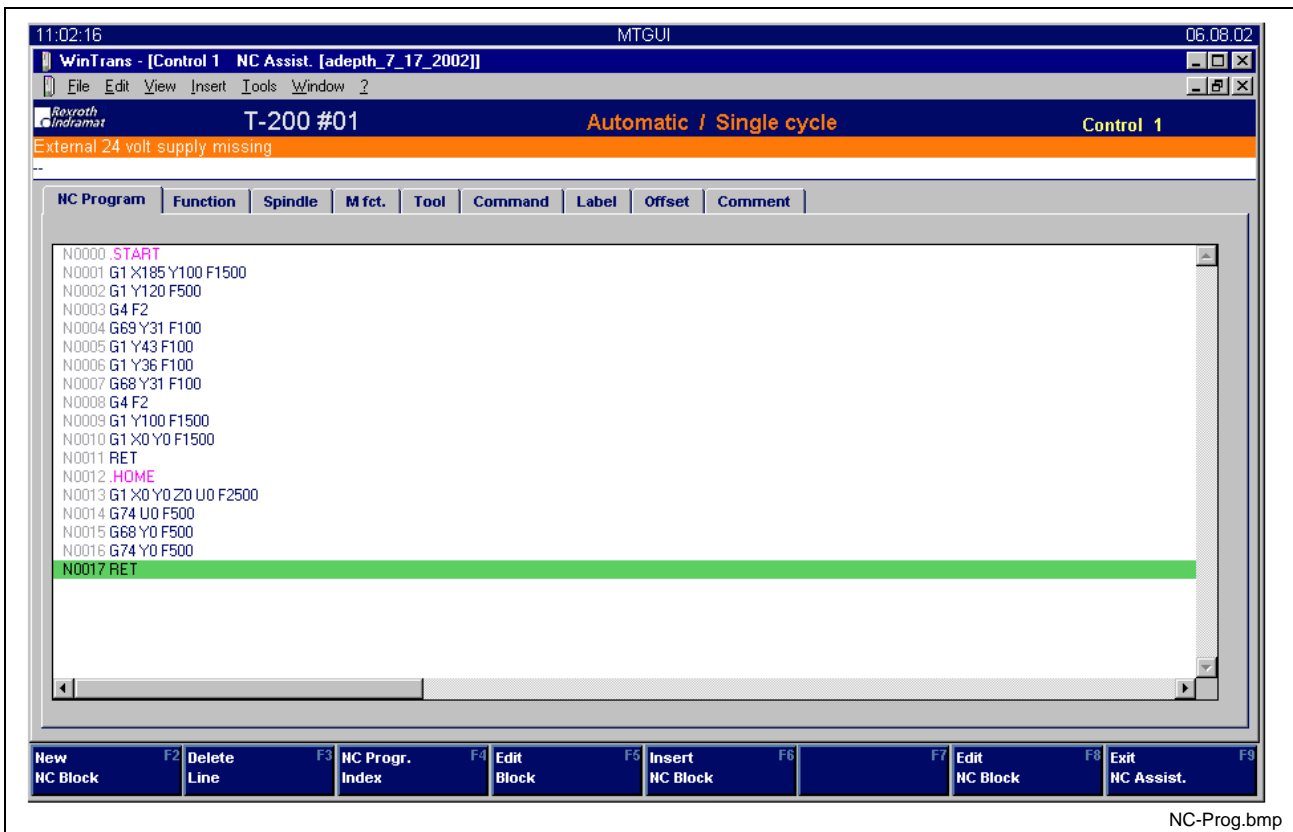 11:02:16 MTGUI 06.08.02
WinTrans - [Control 1 NC Assist. [adepth_7_17_2002]]
File Edit View Insert Tools Window ?
Rexroth
Indramat
T-200 #01 Automatic / Single cycle Control 1
External 24 volt supply missing
--
NC Program Function Spindle M fct. Tool Command Label Offset Comment
N0000 .START
N0001 G1 X185 Y100 F1500
N0002 G1 Y120 F500
N0003 G4 F2
N0004 G69 Y31 F100
N0005 G1 Y43 F100
N0006 G1 Y36 F100
N0007 G68 Y31 F100
N0008 G4 F2
N0009 G1 Y100 F1500
N0010 G1 X0 Y0 F1500
N0011 RET
N0012 .HOME
N0013 G1 X0 Y0 Z0 U0 F2500
N0014 G74 U0 F500
N0015 G68 Y0 F500
N0016 G74 Y0 F500
N0017 RET
New F2 Delete F3 NC Progr. F4 Edit F5 Insert F6 F7 Edit F8 Exit F9
NC Block Line Index Block NC Block NC Block NC Assist.
NC-Prog.bmp